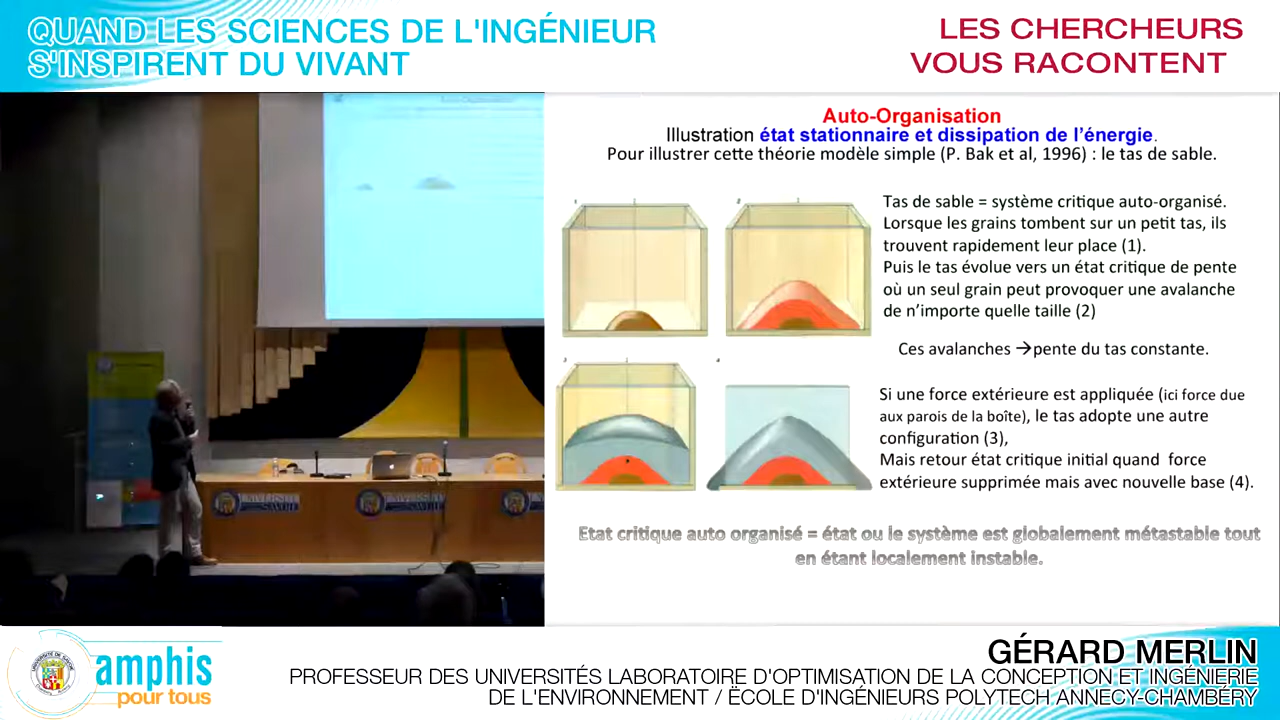 QUAND LES SCIENCES DE L'INGÉNIEUR
S'INSPIRENT DU VIVANT
LES CHERCHEURS
VOUS RACONTENT
Auto-Organisation
Illustration état stationnaire et dissipation de l'énergie.
Pour illustrer cette théorie modèle simple (P. Bak et al, 1996) : le tas de sable.
Tas de sable = système critique auto-organisé.
Lorsque les grains tombent sur un petit tas, ils
trouvent rapidement leur place (1).
Puis le tas évolue vers un état critique de pente
où un seul grain peut provoquer une avalanche
de n'importe quelle taille (2)
Ces avalanches →pente du tas constante.
Si une force extérieure est appliquée (ici force due
aux parois de la boîte), le tas adopte une autre
configuration (3),
Mais retour état critique initial quand force
extérieure supprimée mais avec nouvelle base (4).
Etat critique auto organisé = état ou le système est globalement métastable tout
en étant localement instable.
UNIVERSITÉ
amphis
pour tous
GÉRARD MERLIN
PROFESSEUR DES UNIVERSITÉS LABORATOIRE D'OPTIMISATION DE LA CONCEPTION ET INGÉNIERIE
DE L'ENVIRONNEMENT / ËCOLE D'INGÉNIEURS POLYTECH ANNECY-CHAMBÉRY